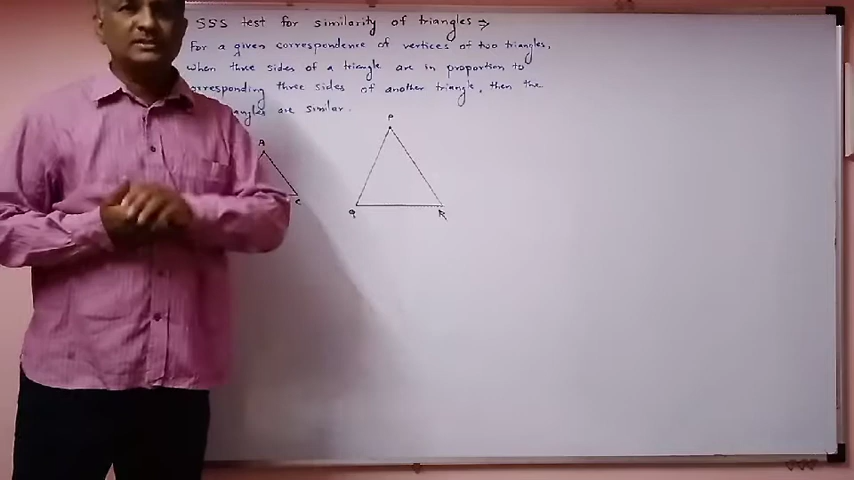 SSS test for similarity of triangles ⇒
For a given correspondence of vertices of two triangles,
When three sides of a triangle are in proportion to
corresponding three sides of another triangle, then the
are similar.
A
P
C
Q
R